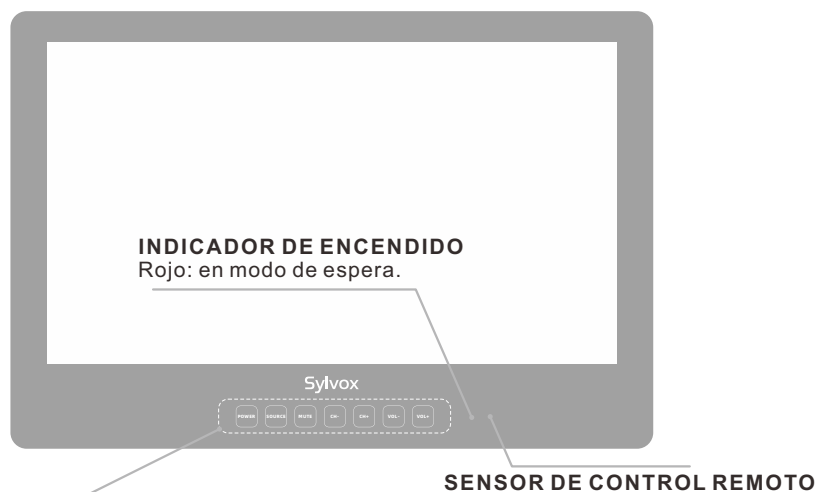 INDICADOR DE ENCENDIDO
Rojo: en modo de espera.
Sylvox
POWER SOURCE MUTE CH- CH+ VOL- VOL+
SENSOR DE CONTROL REMOTO